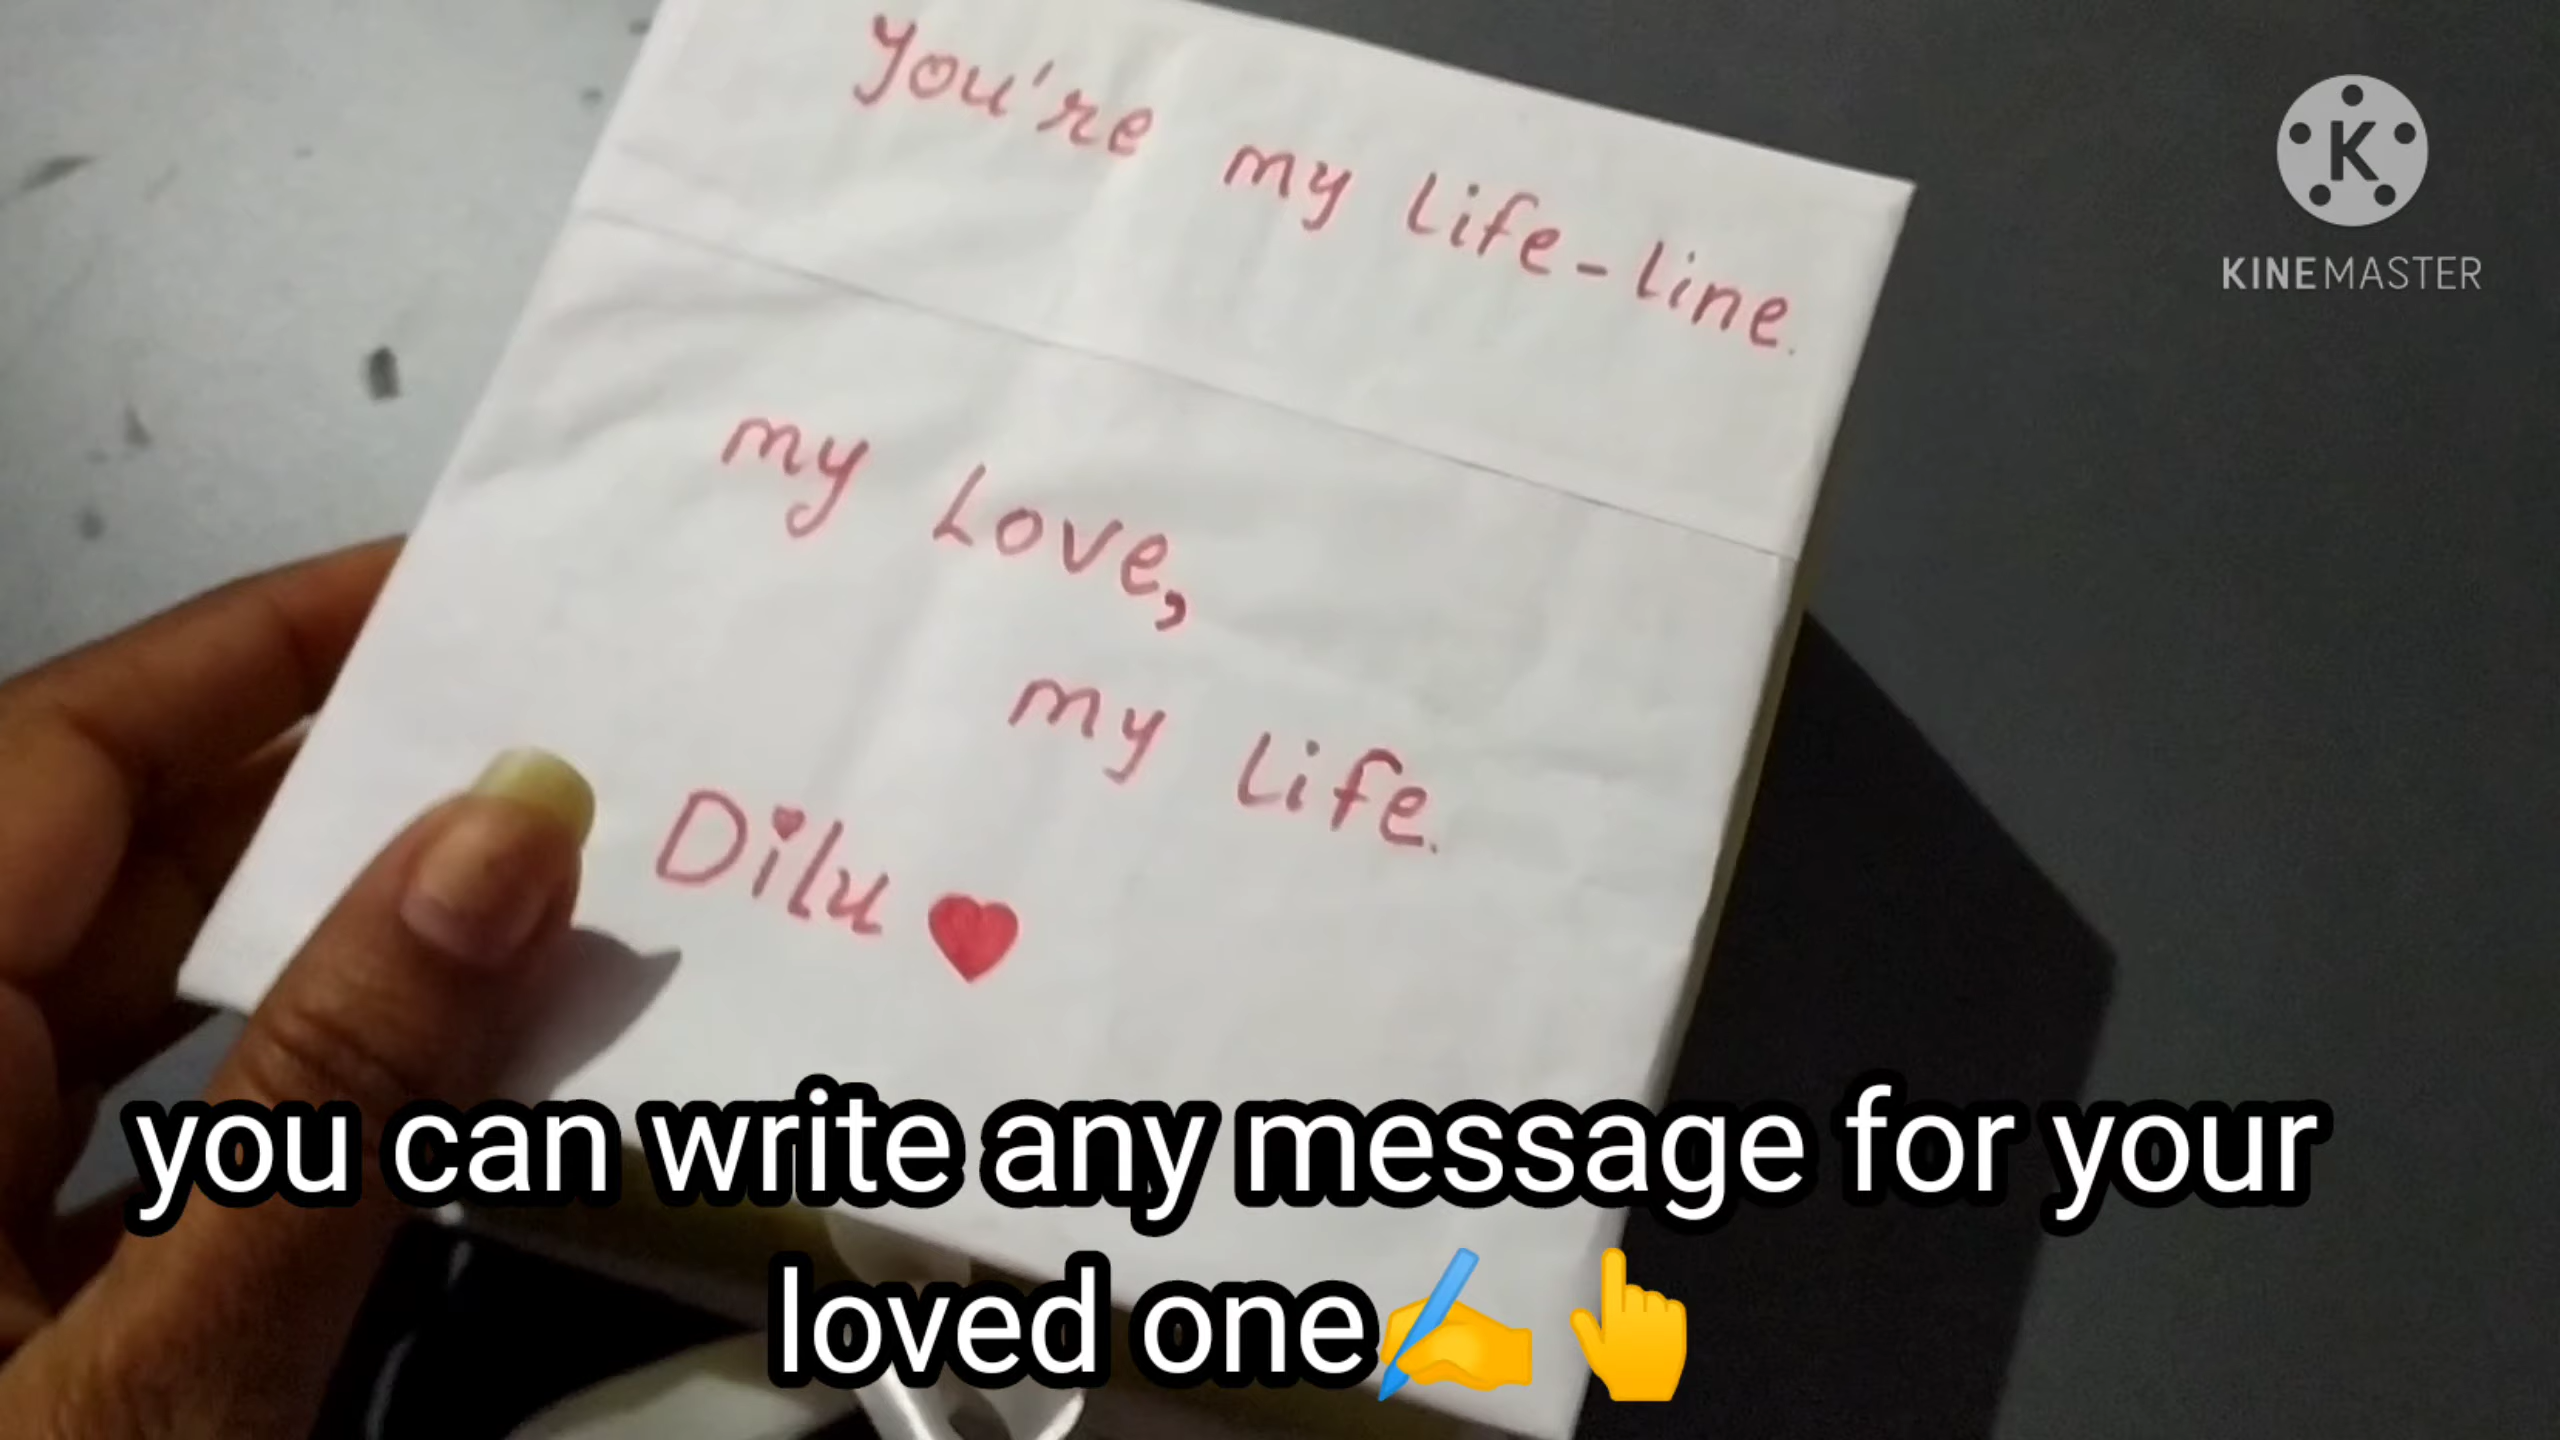 You're my life-line.
my Love,
my life.
Dilu
KINEMASTER
you can write any message for your
loved one